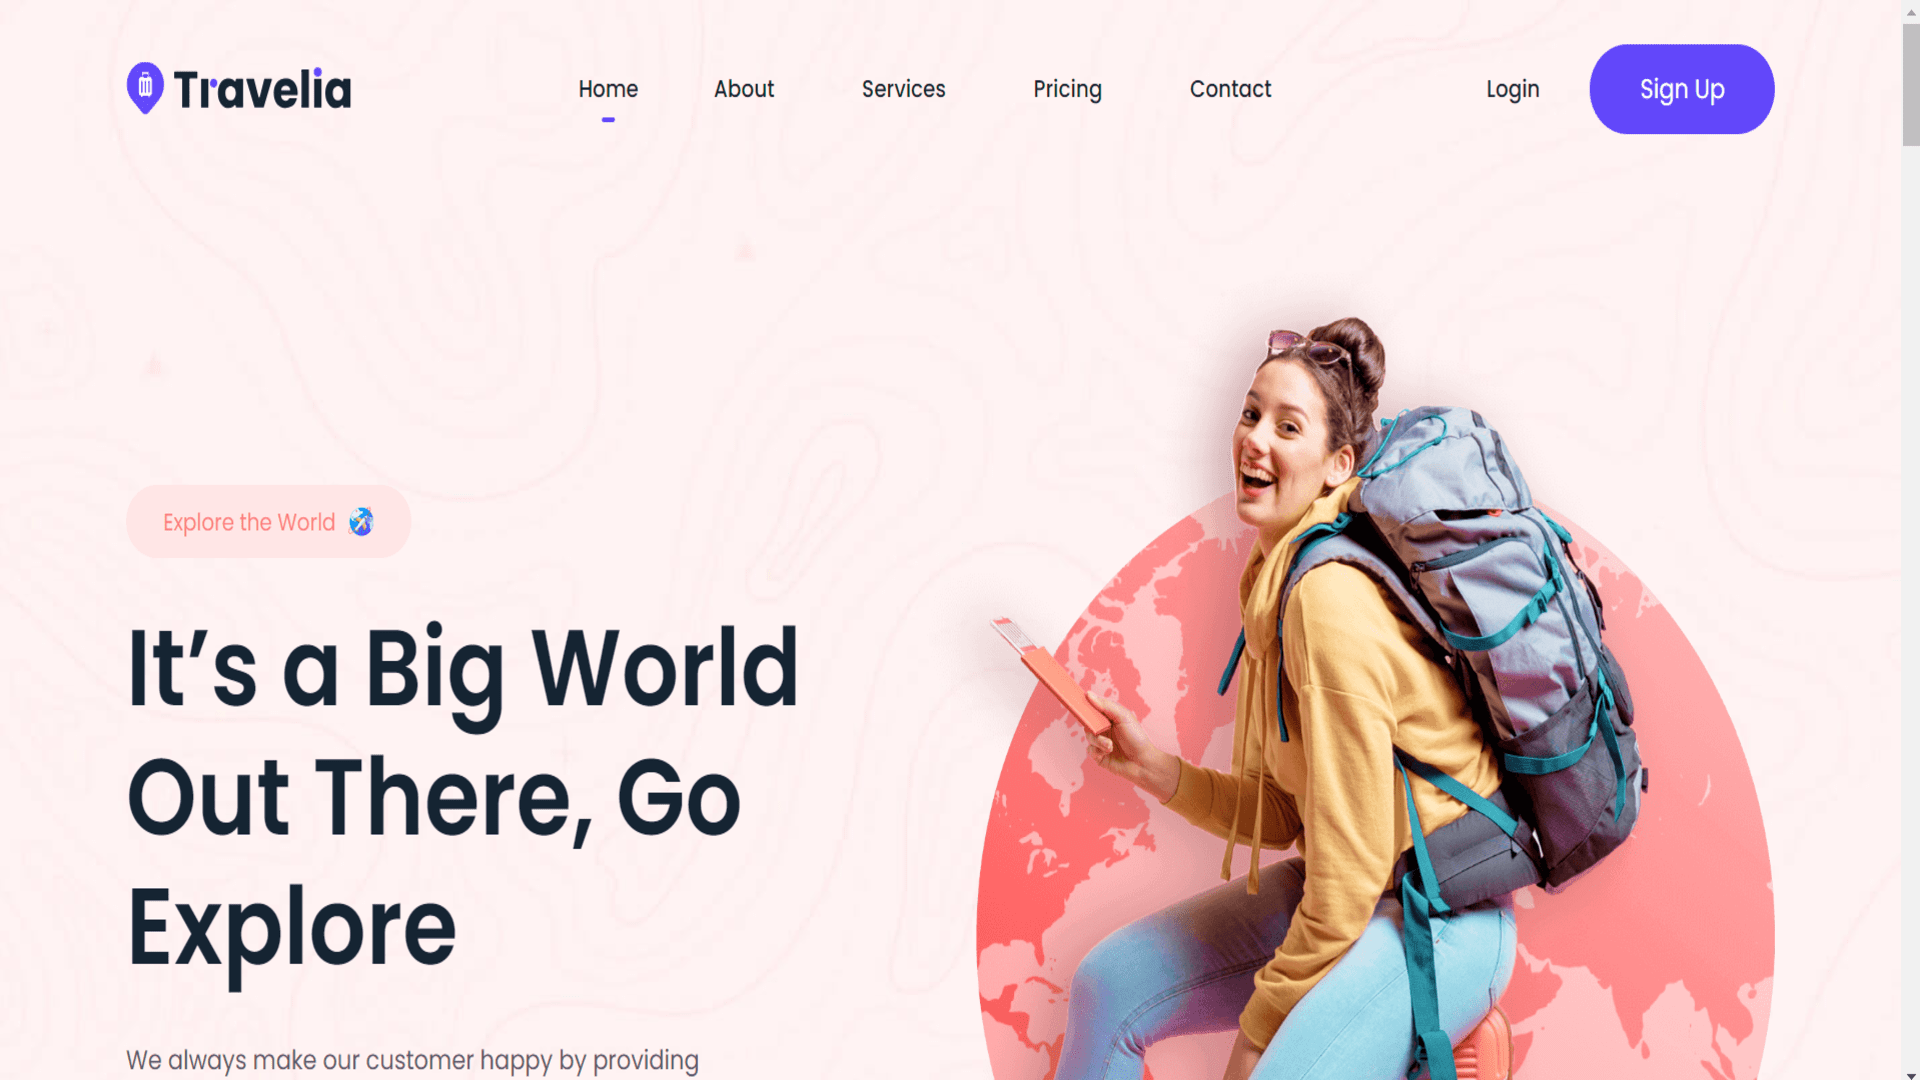 Travelia
Home
About
Services
Pricing
Contact
Login
Sign Up
Explore the World
It’s a Big World
Out There, Go
Explore
We always make our customer happy by providing